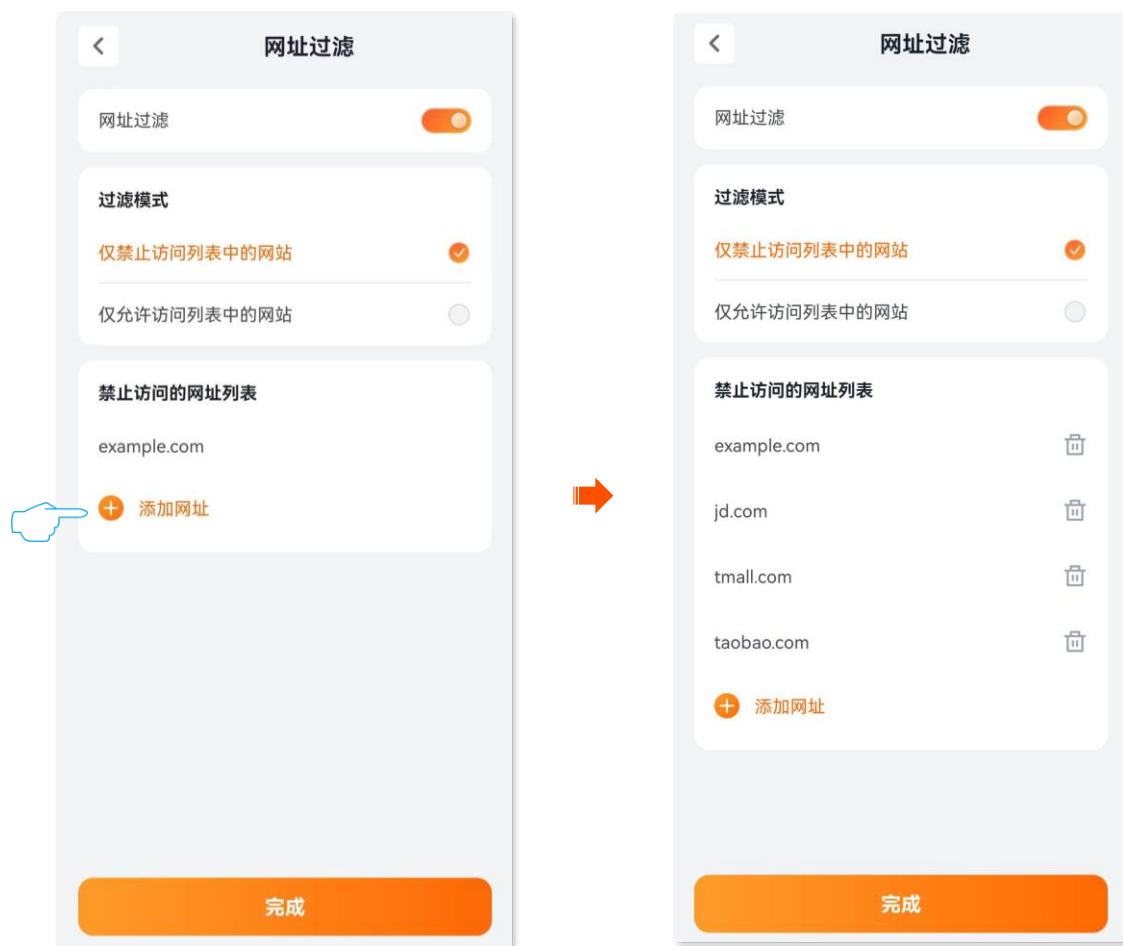 网址过滤
网址过滤
过滤模式
仅禁止访问列表中的网站
仅允许访问列表中的网站
禁止访问的网址列表
example.com
添加网址
完成
网址过滤
网址过滤
过滤模式
仅禁止访问列表中的网站
仅允许访问列表中的网站
禁止访问的网址列表
example.com
jd.com
tmall.com
taobao.com
添加网址
完成